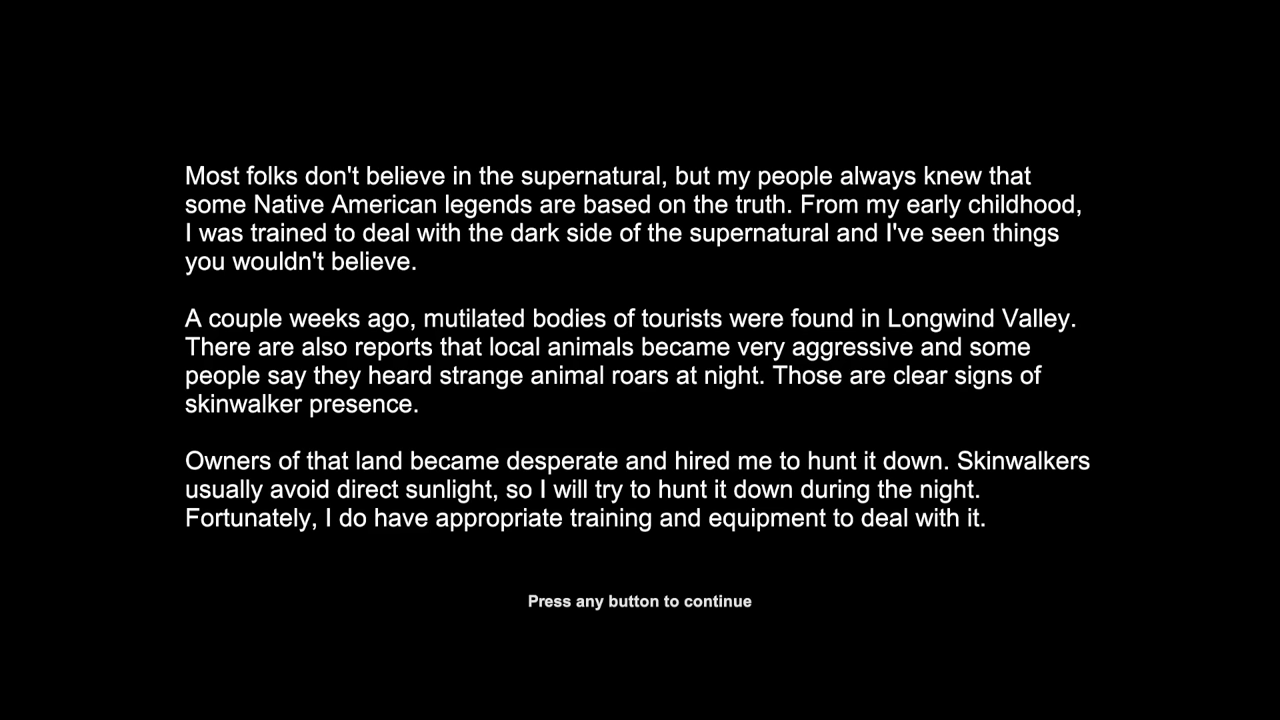 Most folks don't believe in the supernatural, but my people always knew that
some Native American legends are based on the truth. From my early childhood,
I was trained to deal with the dark side of the supernatural and I've seen things
you wouldn't believe.
A couple weeks ago, mutilated bodies of tourists were found in Longwind Valley.
There are also reports that local animals became very aggressive and some
people say they heard strange animal roars at night. Those are clear signs of
skinwalker presence.
Owners of that land became desperate and hired me to hunt it down. Skinwalkers
usually avoid direct sunlight, so I will try to hunt it down during the night.
Fortunately, I do have appropriate training and equipment to deal with it.
Press any button to continue